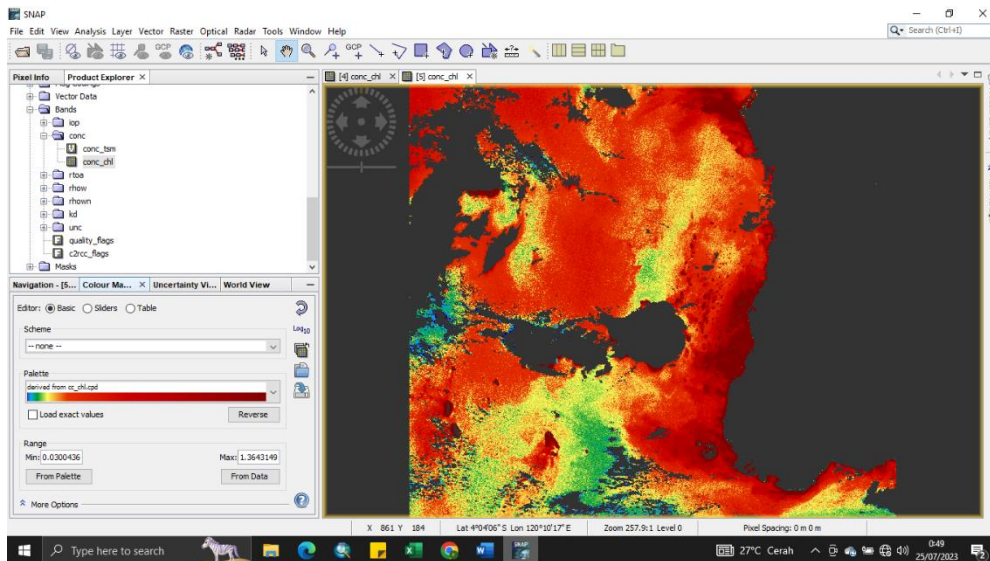 SNAP
File Edit View Analysis Layer Vector Raster Optical Radar Tools Window Help
Search (Ctrl+I)
GCP
GCP
Pixel Info Product Explorer
[4] conc_chl [5] conc_chl
Vector Data
Bands
iop
conc
conc_tsm
conc_chl
rtoa
rhow
rhown
kd
unc
quality_flags
c2rcc_flags
Masks
Navigation - [5... Colour Ma... Uncertainty Vi... World View
Editor: Basic Sliders Table
Scheme
-- none --
Log10
Palette
derived from cc_chl.cpd
Load exact values
Reverse
Range
Min: 0.0300436 Max: 1.3643149
From Palette From Data
More Options
X 861 Y 184 Lat 4°04'06" S Lon 120°10'17" E Zoom 257.9:1 Level 0 Pixel Spacing: 0 m 0 m
Type here to search
27°C Cerah
0:49
25/07/2023
2